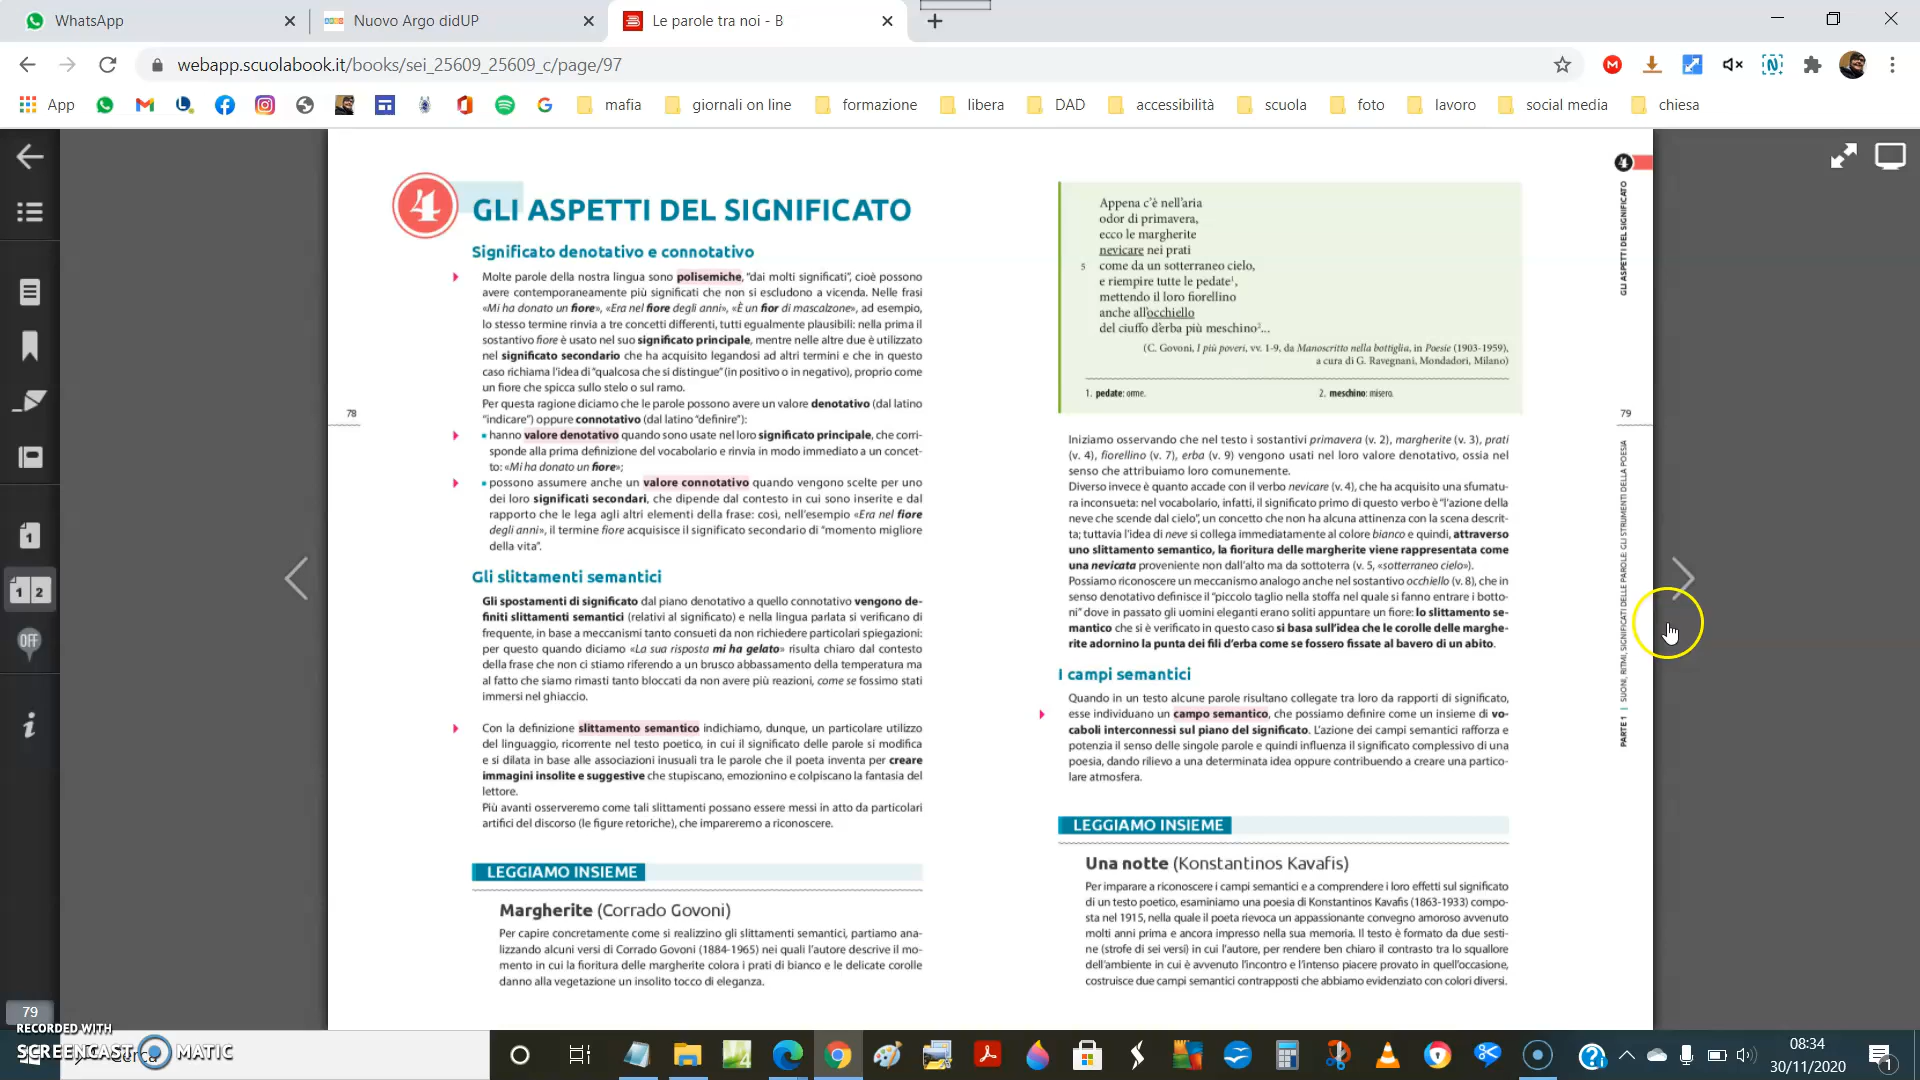 WhatsApp
Nuovo Argo didUP
Le parole tra noi - B
webapp.scuolabook.it/books/sei_25609_25609_c/page/97
App
mafia
giornali on line
formazione
libera
DAD
accessibilità
scuola
foto
lavoro
social media
chiesa
4 GLI ASPETTI DEL SIGNIFICATO
Significato denotativo e connotativo
Molte parole della nostra lingua sono polisemiche, "dai molti significati", cioè possono
avere contemporaneamente più significati che non si escludono a vicenda. Nelle frasi
«Mi ha donato un fiore», «Era nel fiore degli anni», «È un fior di mascalzone», ad esempio,
lo stesso termine rinvia a tre concetti differenti, tutti egualmente plausibili: nella prima il
sostantivo fiore è usato nel suo significato principale, mentre nelle altre due è utilizzato
nel significato secondario che ha acquisito legandosi ad altri termini e che in questo
caso richiama l'idea di "qualcosa che si distingue" (in positivo o in negativo), proprio come
un fiore che spicca sullo stelo o sul ramo.
Per questa ragione diciamo che le parole possono avere un valore denotativo (dal latino
"indicare") oppure connotativo (dal latino "definire"):
• hanno valore denotativo quando sono usate nel loro significato principale, che corri-
sponde alla prima definizione del vocabolario e rinvia in modo immediato a un concet-
to: «Mi ha donato un fiore»;
• possono assumere anche un valore connotativo quando vengono scelte per uno
dei loro significati secondari, che dipende dal contesto in cui sono inserite e dal
rapporto che le lega agli altri elementi della frase: così, nell'esempio «Era nel fiore
degli anni», il termine fiore acquisisce il significato secondario di "momento migliore
della vita".
78
Gli slittamenti semantici
Gli spostamenti di significato dal piano denotativo a quello connotativo vengono de-
finiti slittamenti semantici (relativi al significato) e nella lingua parlata si verificano di
frequente, in base a meccanismi tanto consueti da non richiedere particolari spiegazioni:
per questo quando diciamo «La sua risposta mi ha gelato» risulta chiaro dal contesto
della frase che non ci stiamo riferendo a un brusco abbassamento della temperatura ma
al fatto che siamo rimasti tanto bloccati da non avere più reazioni, come se fossimo stati
immersi nel ghiaccio.
Con la definizione slittamento semantico indichiamo, dunque, un particolare utilizzo
del linguaggio, ricorrente nel testo poetico, in cui il significato delle parole si modifica
e si dilata in base alle associazioni inusuali tra le parole che il poeta inventa per creare
immagini insolite e suggestive che stupiscano, emozionino e colpiscano la fantasia del
lettore.
Più avanti osserveremo come tali slittamenti possano essere messi in atto da particolari
artifici del discorso (le figure retoriche), che impareremo a riconoscere.
LEGGIAMO INSIEME
Margherite (Corrado Govoni)
Per capire concretamente come si realizzino gli slittamenti semantici, partiamo ana-
lizzando alcuni versi di Corrado Govoni (1884-1965) nei quali l'autore descrive il mo-
mento in cui la fioritura delle margherite colora i prati di bianco e le delicate corolle
danno alla vegetazione un insolito tocco di eleganza.
Appena c'è nell'aria
odor di primavera,
ecco le margherite
nevicare nei prati
5 come da un sotterraneo cielo,
e riempire tutte le pedate1,
mettendo il loro fiorellino
anche all'occhiello
del ciuffo d'erba più meschino2...
(C. Govoni, I più poveri, vv. 1-9, da Manoscritto nella bottiglia, in Poesie (1903-1959),
a cura di G. Ravegnani, Mondadori, Milano)
1. pedate: orme. 2. meschino: misero.
Iniziamo osservando che nel testo i sostantivi primavera (v. 2), margherite (v. 3), prati
(v. 4), fiorellino (v. 7), erba (v. 9) vengono usati nel loro valore denotativo, ossia nel
senso che attribuiamo loro comunemente.
Diverso invece è quanto accade con il verbo nevicare (v. 4), che ha acquisito una sfumatu-
ra inconsueta: nel vocabolario, infatti, il significato primo di questo verbo è "l'azione della
neve che scende dal cielo", un concetto che non ha alcuna attinenza con la scena descrit-
ta; tuttavia l'idea di neve si collega immediatamente al colore bianco e quindi, attraverso
uno slittamento semantico, la fioritura delle margherite viene rappresentata come
una nevicata proveniente non dall'alto ma da sottoterra (v. 5, «sotterraneo cielo»).
Possiamo riconoscere un meccanismo analogo anche nel sostantivo occhiello (v. 8), che in
senso denotativo definisce il "piccolo taglio nella stoffa nel quale si fanno entrare i botto-
ni" dove in passato gli uomini eleganti erano soliti appuntare un fiore: lo slittamento se-
mantico che si è verificato in questo caso si basa sull'idea che le corolle delle marghe-
rite adornino la punta dei fili d'erba come se fossero fissate al bavero di un abito.
I campi semantici
Quando in un testo alcune parole risultano collegate tra loro da rapporti di significato,
esse individuano un campo semantico, che possiamo definire come un insieme di vo-
caboli interconnessi sul piano del significato. L'azione dei campi semantici rafforza e
potenzia il senso delle singole parole e quindi influenza il significato complessivo di una
poesia, dando rilievo a una determinata idea oppure contribuendo a creare una partico-
lare atmosfera.
LEGGIAMO INSIEME
Una notte (Konstantinos Kavafis)
Per imparare a riconoscere i campi semantici e a comprendere i loro effetti sul significato
di un testo poetico, esaminiamo una poesia di Konstantinos Kavafis (1863-1933) compo-
sta nel 1915, nella quale il poeta rievoca un appassionante convegno amoroso avvenuto
molti anni prima e ancora impresso nella sua memoria. Il testo è formato da due sesti-
ne (strofe di sei versi) in cui l'autore, per rendere ben chiaro il contrasto tra lo squallore
dell'ambiente in cui è avvenuto l'incontro e l'intenso piacere provato in quell'occasione,
costruisce due campi semantici contrapposti che abbiamo evidenziato con colori diversi.
4
GLI ASPETTI DEL SIGNIFICATO
79
PARTE 1 | SUONI, RITMI, SIGNIFICATI DELLE PAROLE: GLI STRUMENTI DELLA POESIA
1
1 2
OFF
79
RECORDED WITH
SCREENCAST MATIC
Cerca
08:34
30/11/2020
1